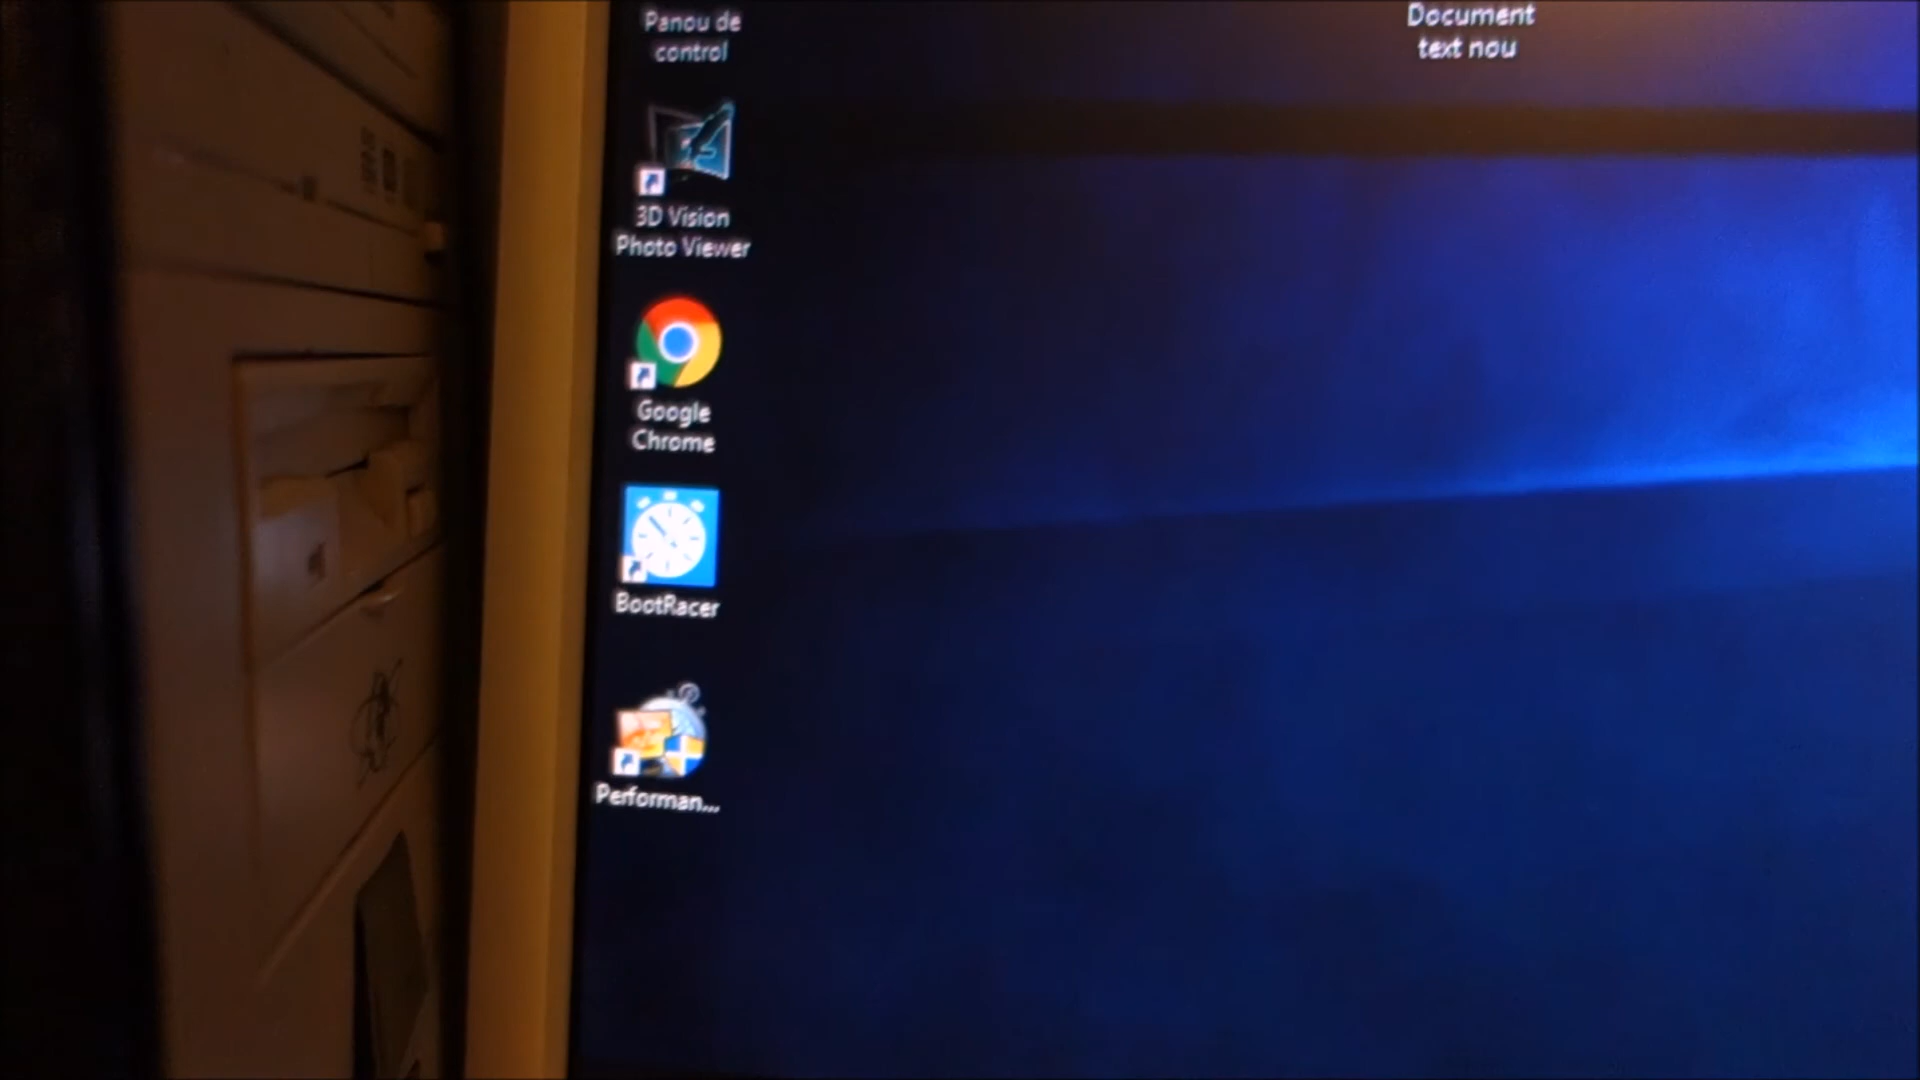 Panou de
control
Document
text nou
3D Vision
Photo Viewer
Google
Chrome
BootRacer
Performan...